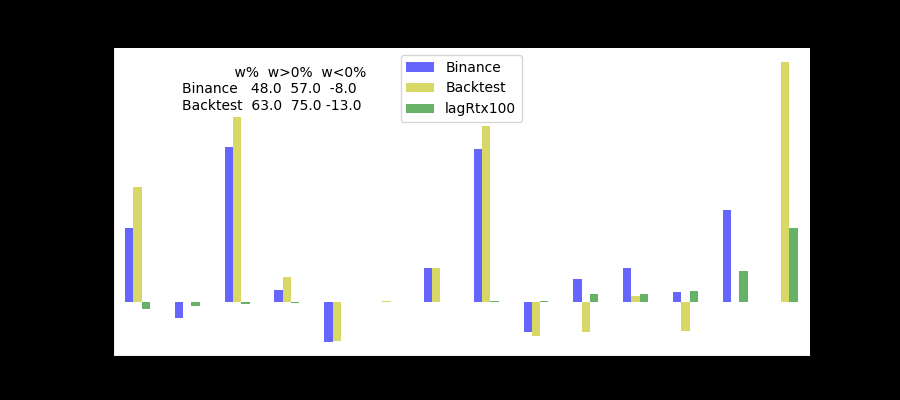 w% w>0% w<0%
Binance 48.0 57.0 -8.0
Backtest 63.0 75.0 -13.0
Binance
Backtest
lagRtx100